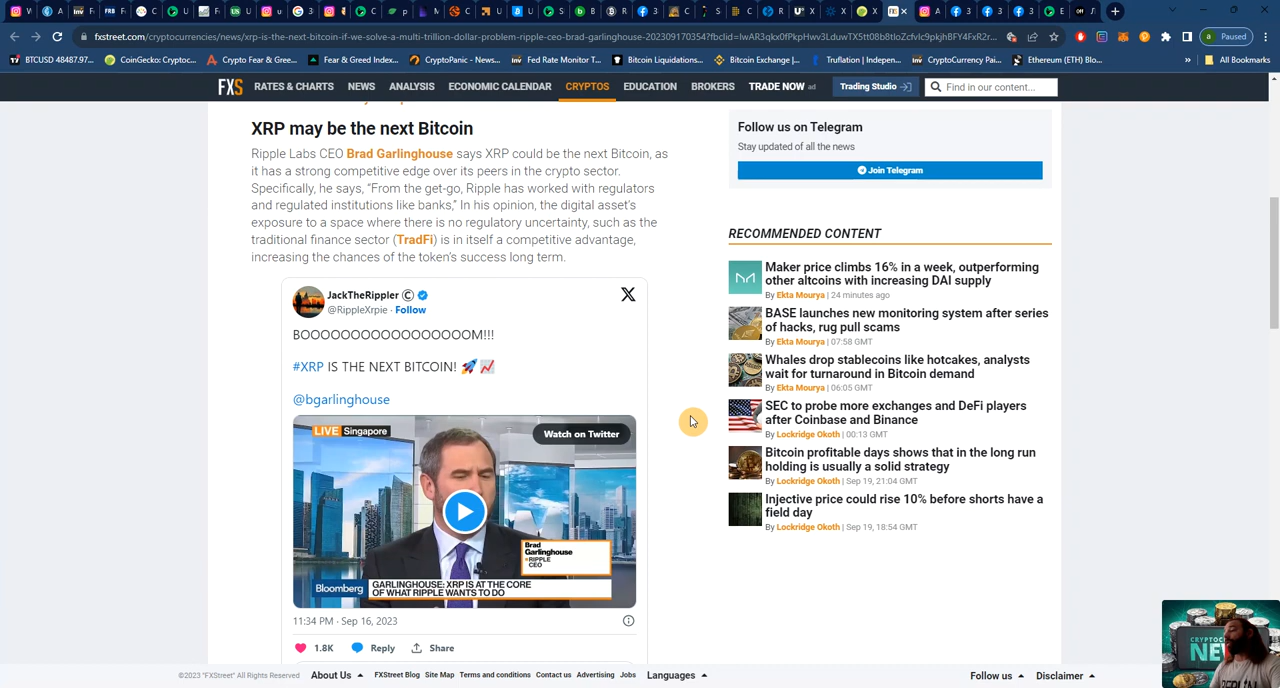 fxstreet.com/cryptocurrencies/news/xrp-is-the-next-bitcoin-if-we-solve-a-multi-trillion-dollar-problem-ripple-ceo-brad-garlinghouse-202309170354?fbclid=IwAR3qkx0fPkpHwv3LduwTX5tt08b8tloZcfvIc9pkjhBFY4FxR2r...
Paused
BTCUSD 48487.97...
CoinGecko: Cryptoc...
Crypto Fear & Gree...
Greed & Fear Index...
CryptoPanic - News...
Fed Rate Monitor T...
Bitcoin Liquidations...
Bitcoin Exchange |...
Truflation | Indepen...
CryptoCurrency Pai...
Ethereum (ETH) Blo...
All Bookmarks
FXS
RATES & CHARTS
NEWS
ANALYSIS
ECONOMIC CALENDAR
CRYPTOS
EDUCATION
BROKERS
TRADE NOW ad
Trading Studio
Find in our content...
XRP may be the next Bitcoin
Ripple Labs CEO Brad Garlinghouse says XRP could be the next Bitcoin, as
it has a strong competitive edge over its peers in the crypto sector.
Specifically, he says, “From the get-go, Ripple has worked with regulators
and regulated institutions like banks,” In his opinion, the digital asset's
exposure to a space where there is no regulatory uncertainty, such as the
traditional finance sector (TradFi) is in itself a competitive advantage,
increasing the chances of the token's success long term.
JackTheRippler ©
@RippleXrpie · Follow
BOOOOOOOOOOOOOOOOM!!!
#XRP IS THE NEXT BITCOIN! 🚀📈
@bgarlinghouse
LIVE Singapore
Watch on Twitter
Brad
Garlinghouse
RIPPLE
CEO
Bloomberg
GARLINGHOUSE: XRP IS AT THE CORE
OF WHAT RIPPLE WANTS TO DO
11:34 PM · Sep 16, 2023
1.8K
Reply
Share
Follow us on Telegram
Stay updated of all the news
Join Telegram
RECOMMENDED CONTENT
Maker price climbs 16% in a week, outperforming
other altcoins with increasing DAI supply
By Ekta Mourya | 24 minutes ago
BASE launches new monitoring system after series
of hacks, rug pull scams
By Ekta Mourya | 07:58 GMT
Whales drop stablecoins like hotcakes, analysts
wait for turnaround in Bitcoin demand
By Ekta Mourya | 06:05 GMT
SEC to probe more exchanges and DeFi players
after Coinbase and Binance
By Lockridge Okoth | 00:13 GMT
Bitcoin profitable days shows that in the long run
holding is usually a solid strategy
By Lockridge Okoth | Sep 19, 21:04 GMT
Injective price could rise 10% before shorts have a
field day
By Lockridge Okoth | Sep 19, 18:54 GMT
©2023 "FXStreet" All Rights Reserved
About Us
FXStreet Blog
Site Map
Terms and conditions
Contact us
Advertising
Jobs
Languages
Follow us
Disclaimer